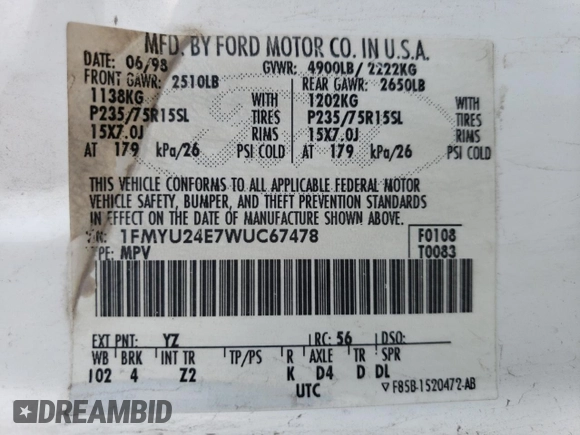 MFD. BY FORD MOTOR CO. IN U.S.A.
DATE: 06/98 GVWR: 4900LB/2222KG
FRONT GAWR: 2510LB REAR GAWR: 2650LB
1138KG WITH 1202KG WITH
P235/75R15SL TIRES P235/75R15SL TIRES
15X7.0J RIMS 15X7.0J RIMS
AT 179 kPa/26 PSI COLD AT 179 kPa/26 PSI COLD
THIS VEHICLE CONFORMS TO ALL APPLICABLE FEDERAL MOTOR
VEHICLE SAFETY, BUMPER, AND THEFT PREVENTION STANDARDS
IN EFFECT ON THE DATE OF MANUFACTURE SHOWN ABOVE.
1FMYU24E7WUC67478 F0108
TYPE: MPV T0083
EXT PNT: YZ RC: 56 DSO:
WB BRK INT TR TP/PS R AXLE TR SPR
102 4 Z2 K D4 D DL
UTC ▽ F85B-1520472-AB
DREAMBID